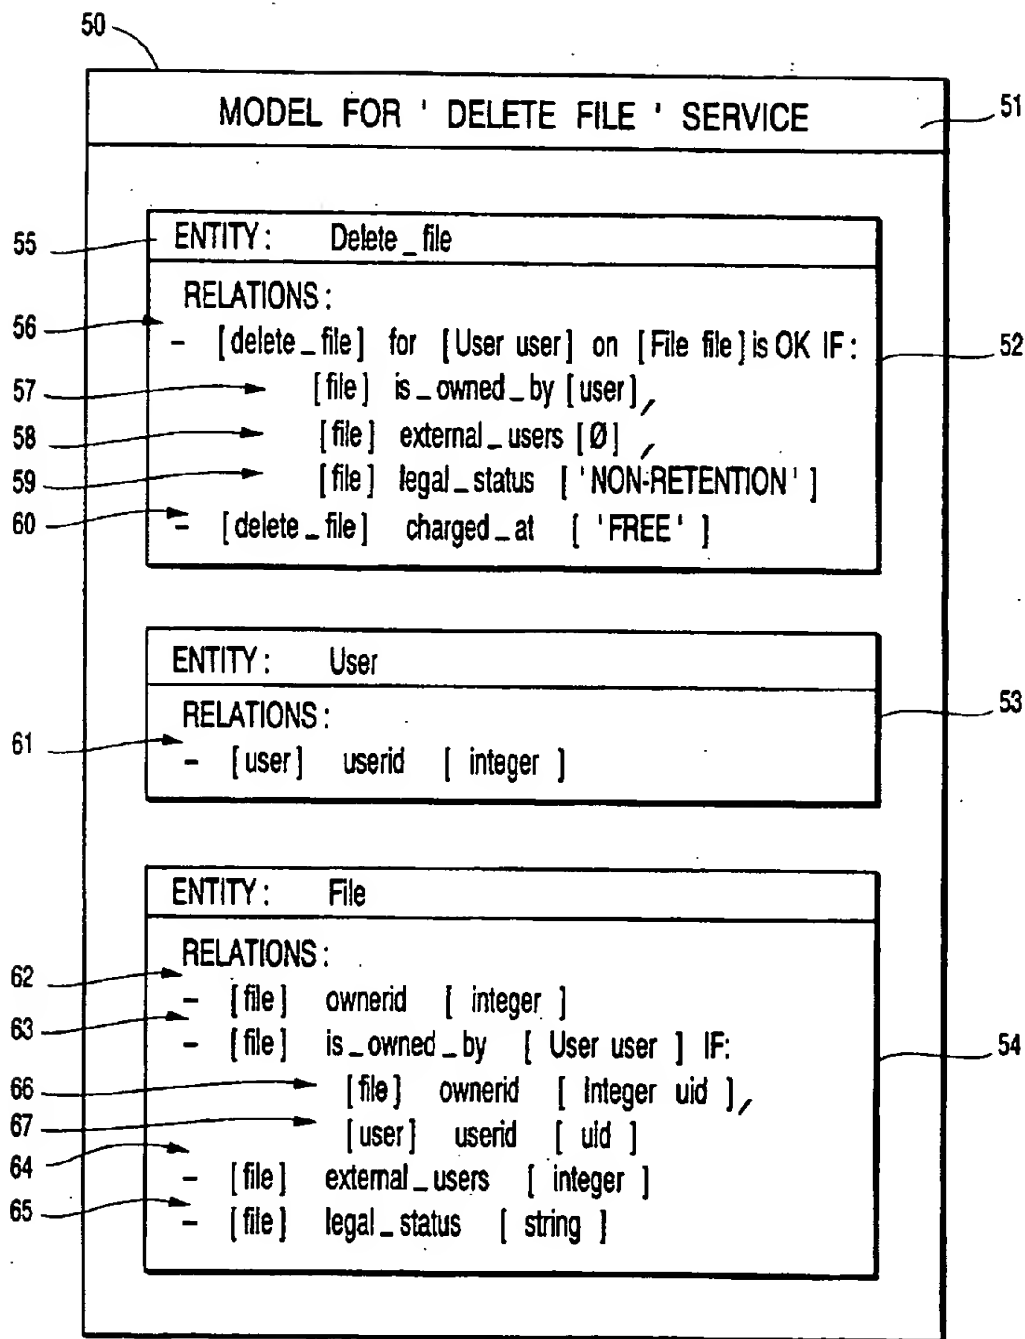 50
MODEL FOR ' DELETE FILE ' SERVICE
51
55
ENTITY: Delete_file
RELATIONS:
56
- [delete_file] for [User user] on [File file] is OK IF:
52
57
[file] is_owned_by [user],
58
[file] external_users [Ø] ,
59
[file] legal_status ['NON-RETENTION']
60
- [delete_file] charged_at [ 'FREE' ]
ENTITY: User
53
RELATIONS:
61
- [user] userid [ integer ]
ENTITY: File
RELATIONS:
62
- [file] ownerid [ integer ]
63
- [file] is_owned_by [ User user ] IF:
54
66
[file] ownerid [ Integer uid ],
67
[user] userid [ uid ]
64
- [file] external_users [ integer ]
65
- [file] legal_status [ string ]